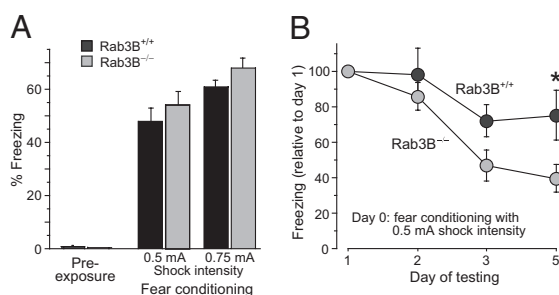 A
Rab3B+/+
Rab3B−/−
% Freezing
60
40
20
0
Pre-
exposure
0.5 mA 0.75 mA
Shock intensity
Fear conditioning
B
Freezing (relative to day 1)
100
80
60
40
20
0
Rab3B+/+
Rab3B−/−
*
Day 0: fear conditioning with
0.5 mA shock intensity
1 2 3 5
Day of testing